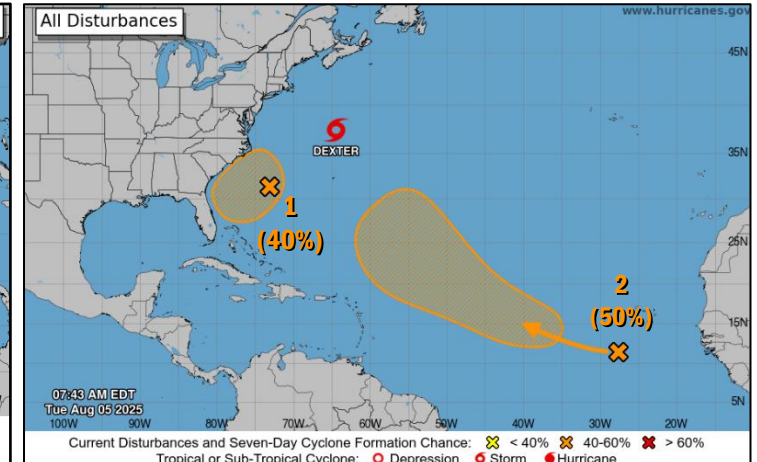 All Disturbances
www.hurricanes.gov
45N
DEXTER
35N
1
(40%)
25N
2
(50%)
15N
07:43 AM EDT
Tue Aug 05 2025
5N
100W 90W 80W 70W 60W 50W 40W 30W 20W
Current Disturbances and Seven-Day Cyclone Formation Chance: < 40% 40-60% > 60%
Tropical or Sub-Tropical Cyclone: Depression Storm Hurricane